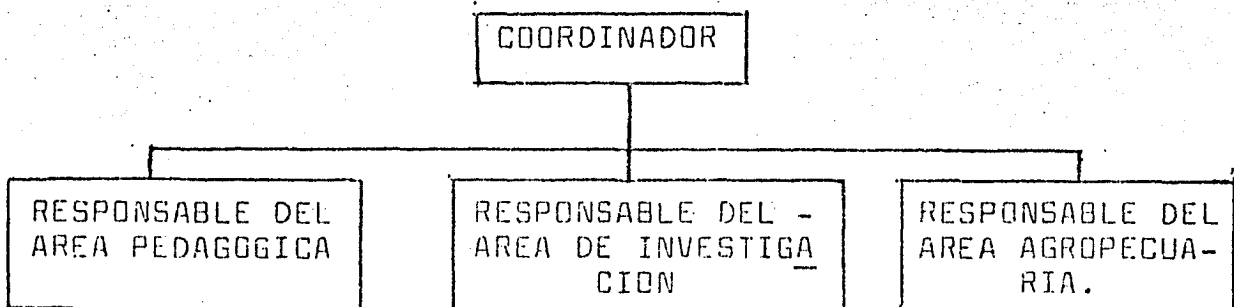 COORDINADOR
RESPONSABLE DEL
AREA PEDAGOGICA
RESPONSABLE DEL -
AREA DE INVESTIGA
CION
RESPONSABLE DEL
AREA AGROPECUA-
RIA.